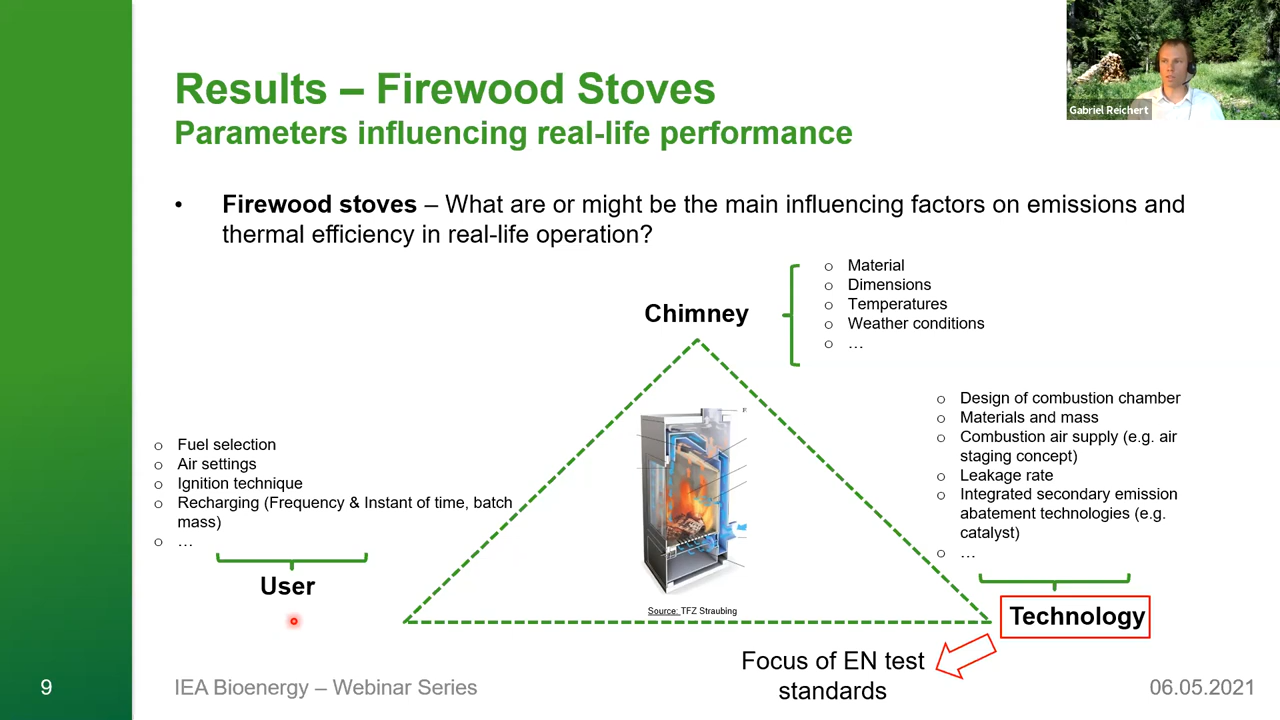 Results – Firewood Stoves
Parameters influencing real-life performance
Gabriel Reichert
• Firewood stoves – What are or might be the main influencing factors on emissions and
thermal efficiency in real-life operation?
Chimney
o Material
o Dimensions
o Temperatures
o Weather conditions
o …
o Fuel selection
o Air settings
o Ignition technique
o Recharging (Frequency & Instant of time, batch
mass)
o …
User
o Design of combustion chamber
o Materials and mass
o Combustion air supply (e.g. air
staging concept)
o Leakage rate
o Integrated secondary emission
abatement technologies (e.g.
catalyst)
o …
Technology
Source: TFZ Straubing
Focus of EN test
standards
9
IEA Bioenergy – Webinar Series
06.05.2021